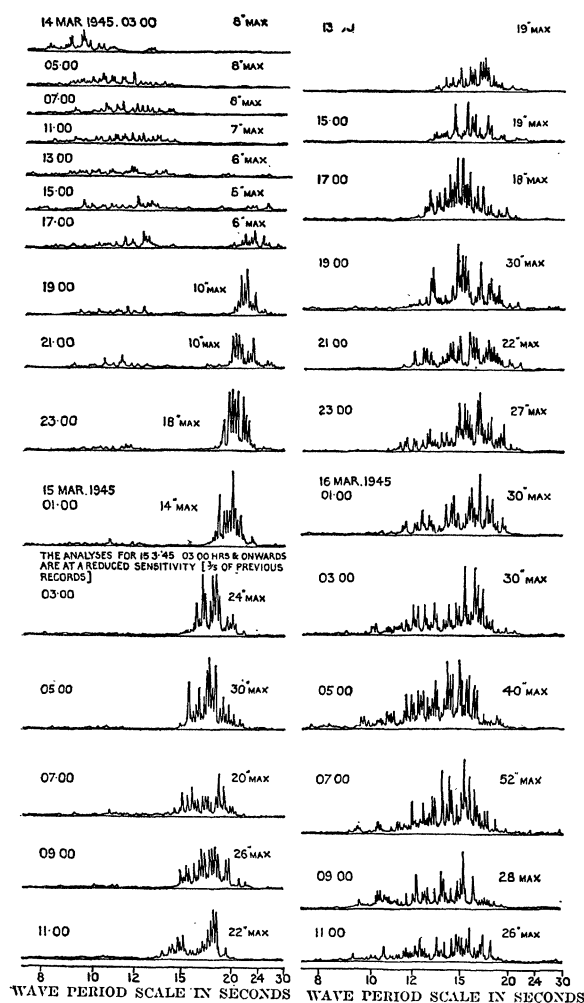 14 MAR 1945. 03 00 8"MAX
05·00 8"MAX
07·00 8"MAX
11·00 7"MAX
13 00 6"MAX
15·00 5"MAX
17·00 6"MAX
19 00 10"MAX
21·00 10"MAX
23·00 18"MAX
15 MAR. 1945
01·00 14"MAX
THE ANALYSES FOR 15 3·'45 03 00 HRS & ONWARDS
ARE AT A REDUCED SENSITIVITY [⅗ OF PREVIOUS
RECORDS]
03·00 24"MAX
05 00 30"MAX
07·00 20"MAX
09 00 26"MAX
11·00 22"MAX
8 10 15 20 24 30
WAVE PERIOD SCALE IN SECONDS
13 19"MAX
15·00 19"MAX
17 00 18"MAX
19 00 30"MAX
21 00 22"MAX
23 00 27"MAX
16 MAR. 1945
01·00 30"MAX
03 00 30"MAX
05 00 40"MAX
07 00 52"MAX
09 00 28 MAX
11 00 26"MAX
8 10 15 20 24 30
WAVE PERIOD SCALE IN SECONDS